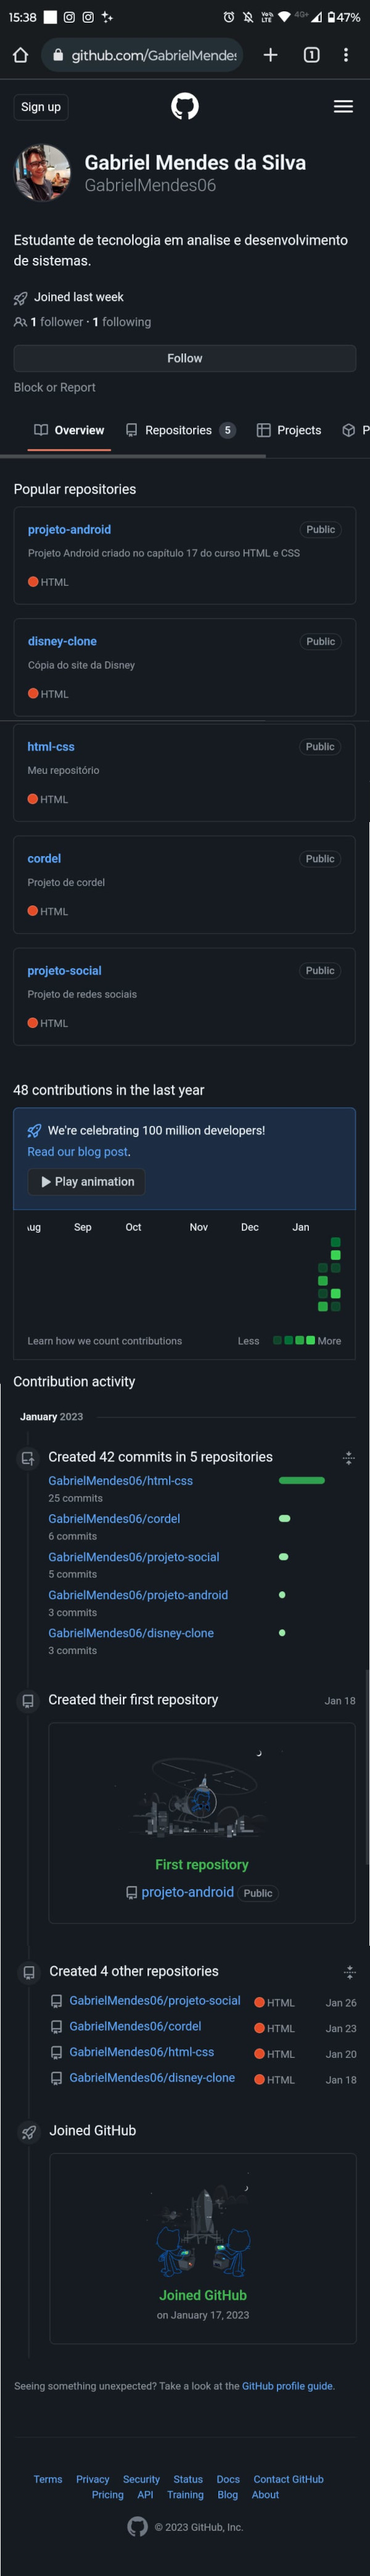 15:38
4G+
47%
github.com/GabrielMendes
1
Sign up
Gabriel Mendes da Silva
GabrielMendes06
Estudante de tecnologia em analise e desenvolvimento
de sistemas.
Joined last week
1 follower · 1 following
Follow
Block or Report
Overview Repositories 5 Projects P
Popular repositories
projeto-android Public
Projeto Android criado no capítulo 17 do curso HTML e CSS
HTML
disney-clone Public
Cópia do site da Disney
HTML
html-css Public
Meu repositório
HTML
cordel Public
Projeto de cordel
HTML
projeto-social Public
Projeto de redes sociais
HTML
48 contributions in the last year
We're celebrating 100 million developers!
Read our blog post.
Play animation
Aug Sep Oct Nov Dec Jan
Learn how we count contributions Less More
Contribution activity
January 2023
Created 42 commits in 5 repositories
GabrielMendes06/html-css
25 commits
GabrielMendes06/cordel
6 commits
GabrielMendes06/projeto-social
5 commits
GabrielMendes06/projeto-android
3 commits
GabrielMendes06/disney-clone
3 commits
Created their first repository Jan 18
First repository
projeto-android Public
Created 4 other repositories
GabrielMendes06/projeto-social HTML Jan 26
GabrielMendes06/cordel HTML Jan 23
GabrielMendes06/html-css HTML Jan 20
GabrielMendes06/disney-clone HTML Jan 18
Joined GitHub
Joined GitHub
on January 17, 2023
Seeing something unexpected? Take a look at the GitHub profile guide.
Terms Privacy Security Status Docs Contact GitHub
Pricing API Training Blog About
© 2023 GitHub, Inc.